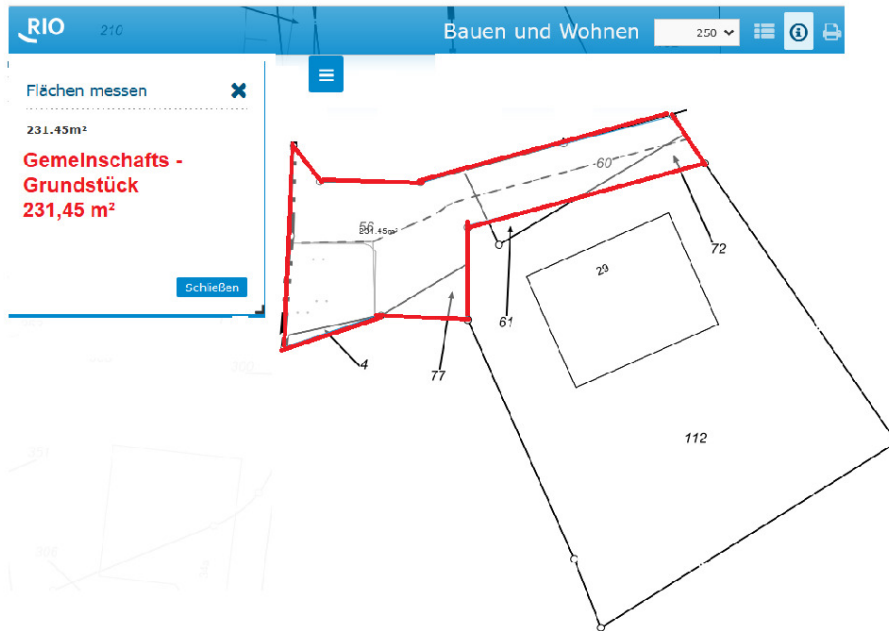 RIO
210
Bauen und Wohnen
250
Flächen messen
231.45m²
Gemeinschafts -
Grundstück
231,45 m²
Schließen
-60
56
231.45m²
72
29
61
4
77
112